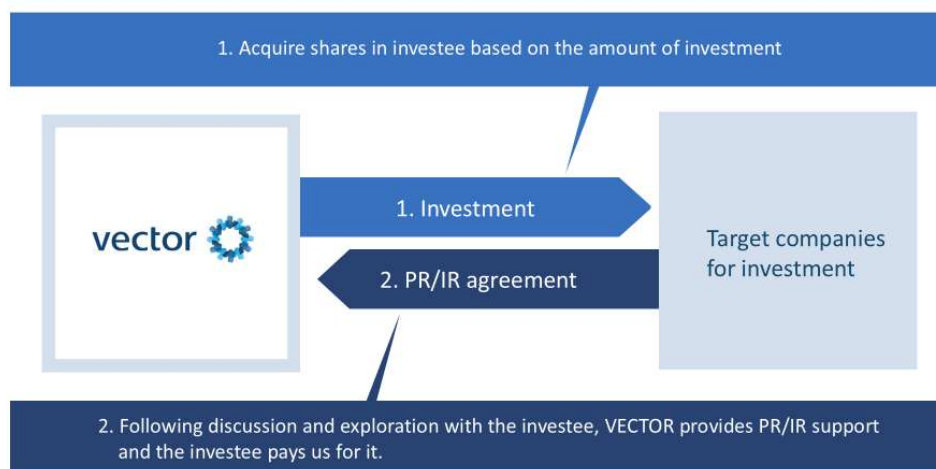 1. Acquire shares in investee based on the amount of investment
vector
1. Investment
2. PR/IR agreement
Target companies
for investment
2. Following discussion and exploration with the investee, VECTOR provides PR/IR support
and the investee pays us for it.